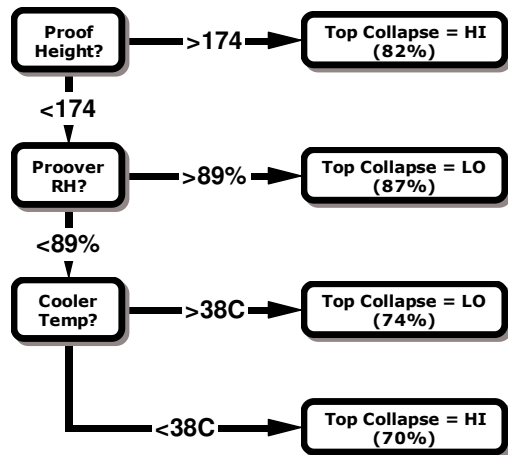 Proof
Height?
>174
Top Collapse = HI
(82%)
<174
Proover
RH?
>89%
Top Collapse = LO
(87%)
<89%
Cooler
Temp?
>38C
Top Collapse = LO
(74%)
<38C
Top Collapse = HI
(70%)